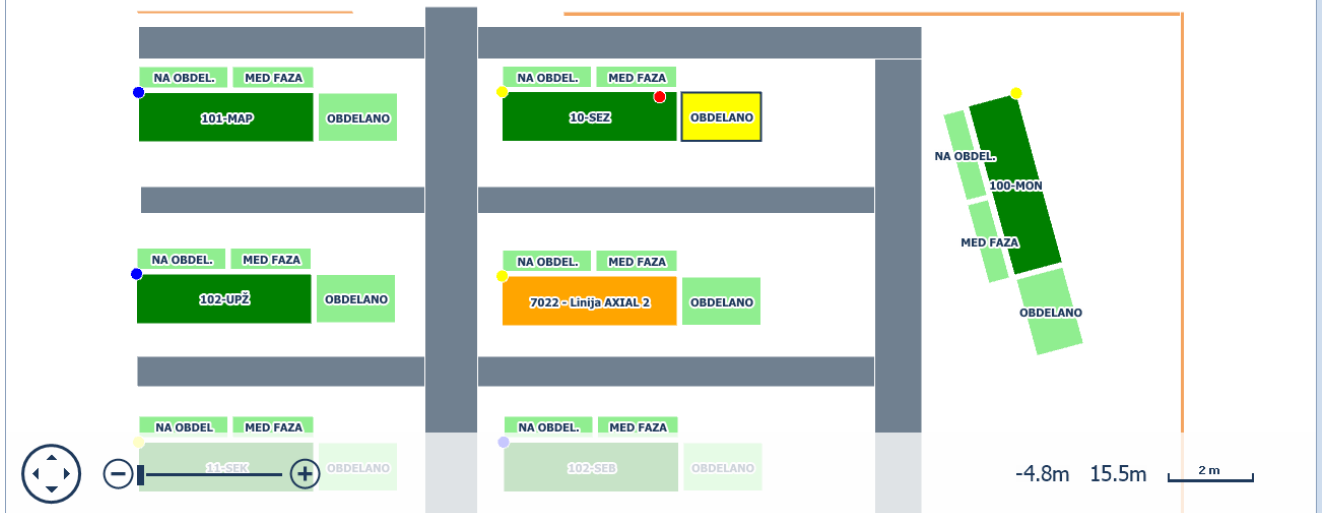 NA OBDEL. MED FAZA
101-MAP OBDELANO
NA OBDEL. MED FAZA
10-SEZ OBDELANO
NA OBDEL.
100-MON
MED FAZA
OBDELANO
NA OBDEL. MED FAZA
102-UPŽ OBDELANO
NA OBDEL. MED FAZA
7022 - Linija AXIAL 2 OBDELANO
NA OBDEL MED FAZA
11-SEK OBDELANO
NA OBDEL. MED FAZA
102-SEB OBDELANO
-4.8m 15.5m 2 m